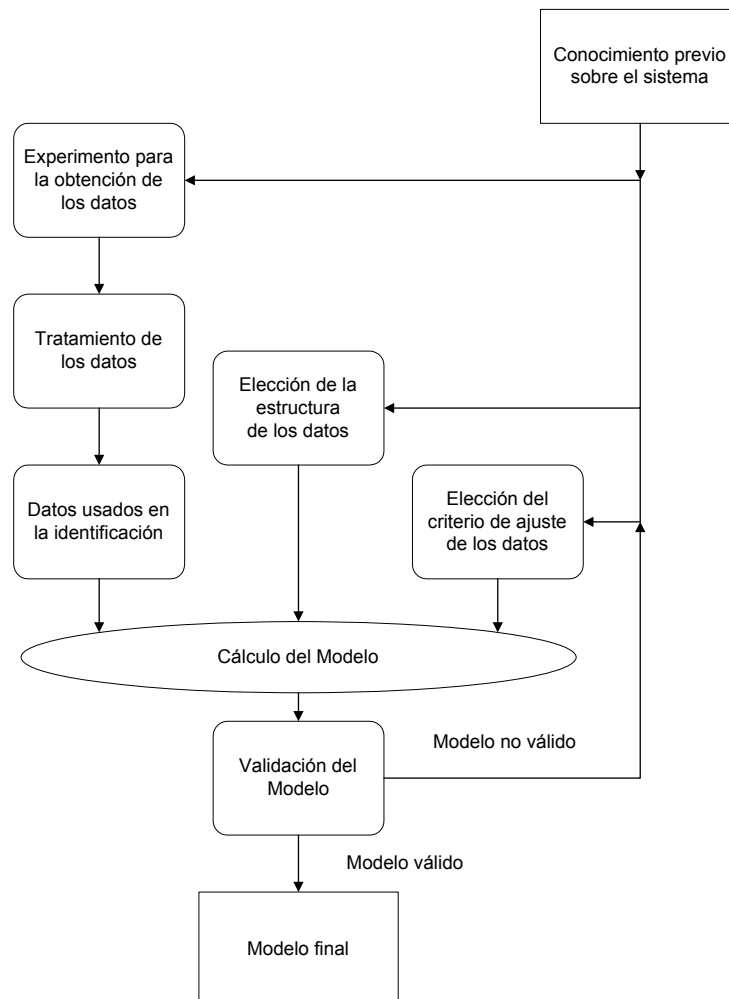 Conocimiento previo
sobre el sistema
Experimento para
la obtención de
los datos
Tratamiento de
los datos
Elección de la
estructura
de los datos
Datos usados en
la identificación
Elección del
criterio de ajuste
de los datos
Cálculo del Modelo
Modelo no válido
Validación del
Modelo
Modelo válido
Modelo final